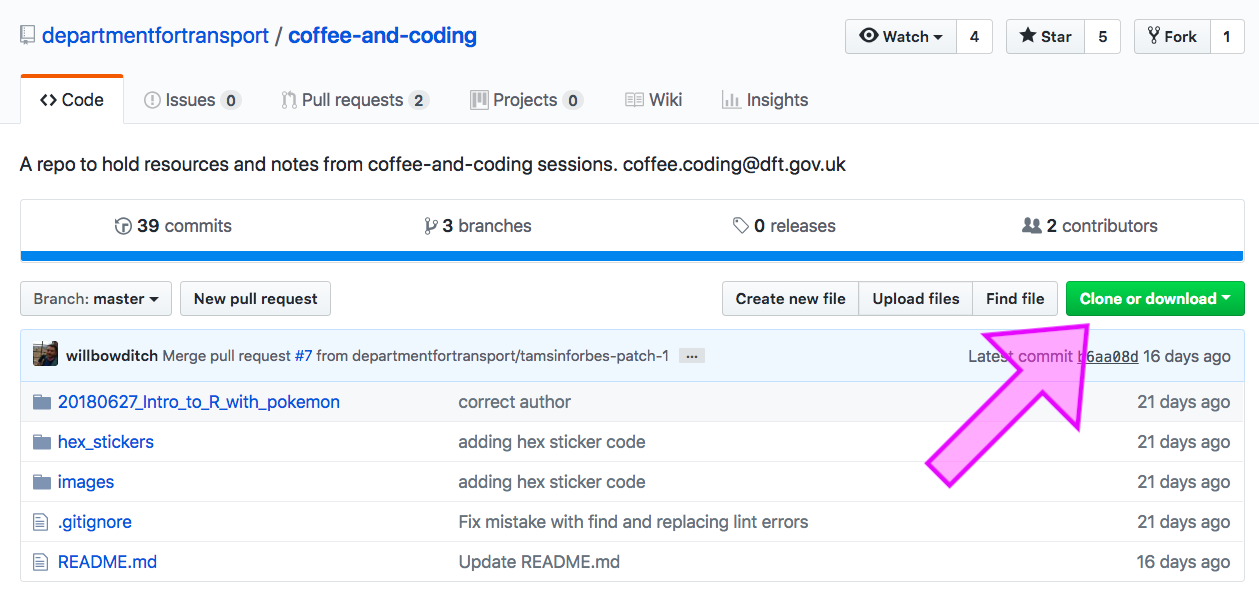 departmentfortransport / coffee-and-coding Watch 4 Star 5 Fork 1
Code Issues 0 Pull requests 2 Projects 0 Wiki Insights
A repo to hold resources and notes from coffee-and-coding sessions. coffee.coding@dft.gov.uk
39 commits 3 branches 0 releases 2 contributors
Branch: master New pull request Create new file Upload files Find file Clone or download
willbowditch Merge pull request #7 from departmentfortransport/tamsinforbes-patch-1 ... Latest commit b6aa08d 16 days ago
20180627_Intro_to_R_with_pokemon correct author 21 days ago
hex_stickers adding hex sticker code 21 days ago
images adding hex sticker code 21 days ago
.gitignore Fix mistake with find and replacing lint errors 21 days ago
README.md Update README.md 16 days ago